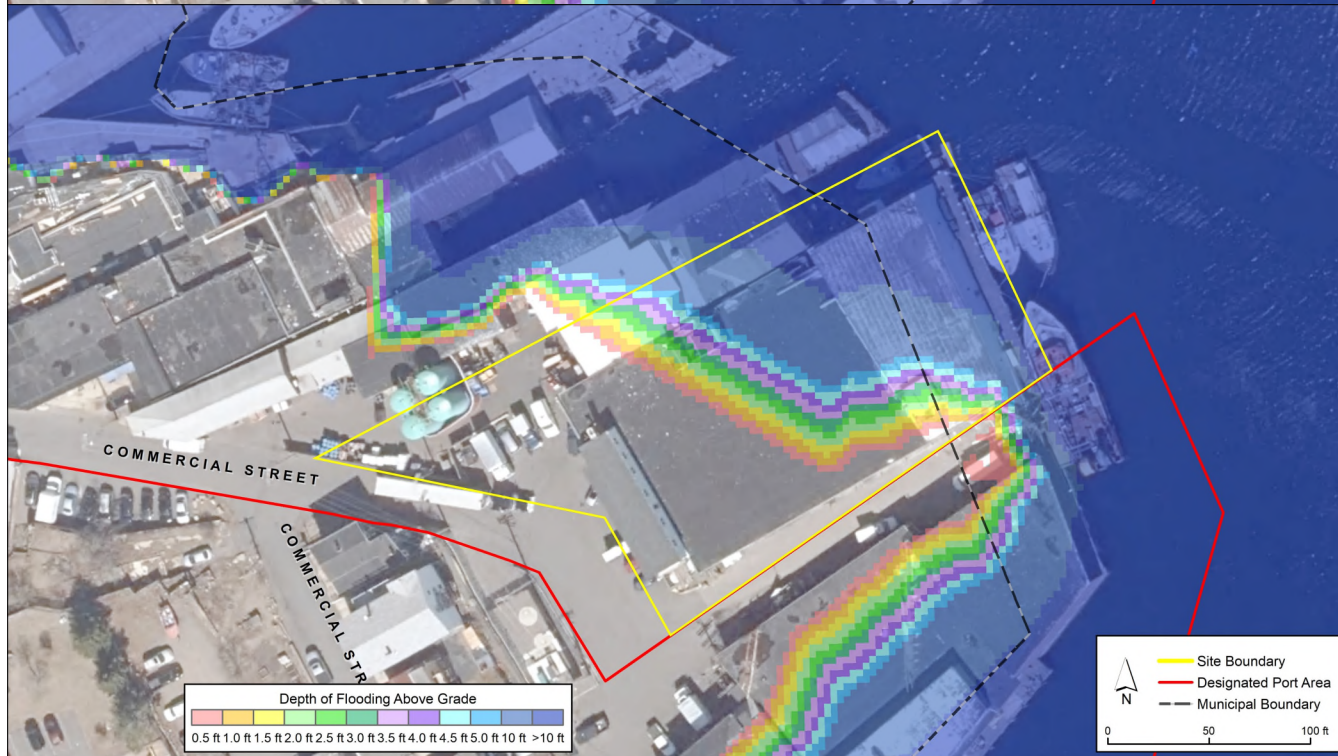 COMMERCIAL STREET
COMMERCIAL STR
Depth of Flooding Above Grade
0.5 ft 1.0 ft 1.5 ft 2.0 ft 2.5 ft 3.0 ft 3.5 ft 4.0 ft 4.5 ft 5.0 ft 10 ft >10 ft
N
Site Boundary
Designated Port Area
Municipal Boundary
0 50 100 ft